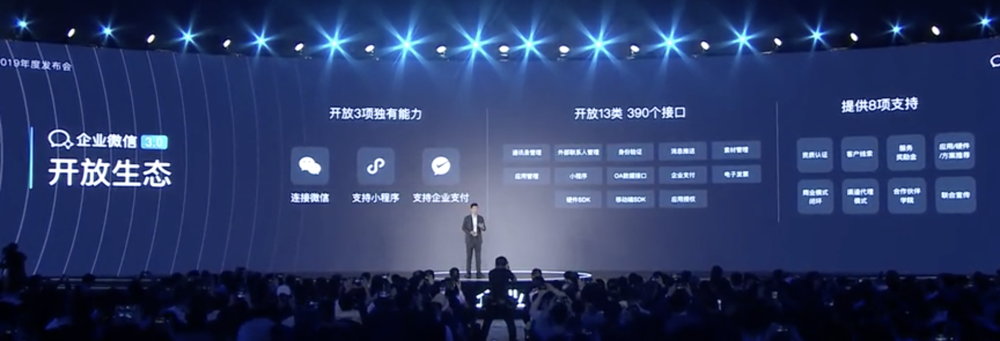 019年度发布会
企业微信 3.0
开放生态
开放3项独有能力
连接微信
支持小程序
支持企业支付
开放13类 390个接口
通讯录管理
外部联系人管理
身份验证
消息推送
素材管理
应用管理
小程序
OA数据接口
企业支付
电子发票
硬件SDK
移动端SDK
应用授权
提供8项支持
资质认证
客户线索
服务
奖励金
应用/硬件
/方案推荐
商业模式
闭环
渠道代理
模式
合作伙伴
学院
联合宣传
企业